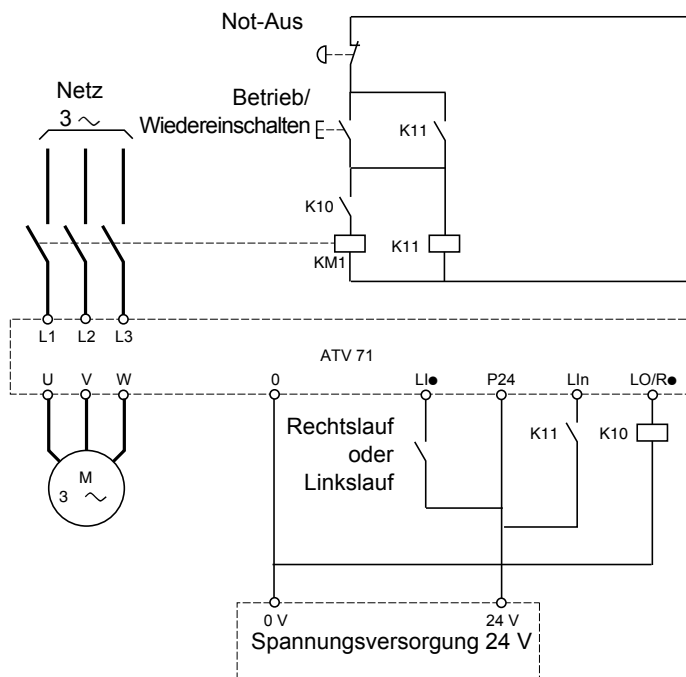 Not-Aus
Netz
3
Betrieb/
Wiedereinschalten
K11
K10
KM1
K11
L1 L2 L3
ATV 71
U V W 0 LI● P24 LIn LO/R●
Rechtslauf
oder
Linkslauf
K11
K10
M
3
0 V
24 V
Spannungsversorgung 24 V